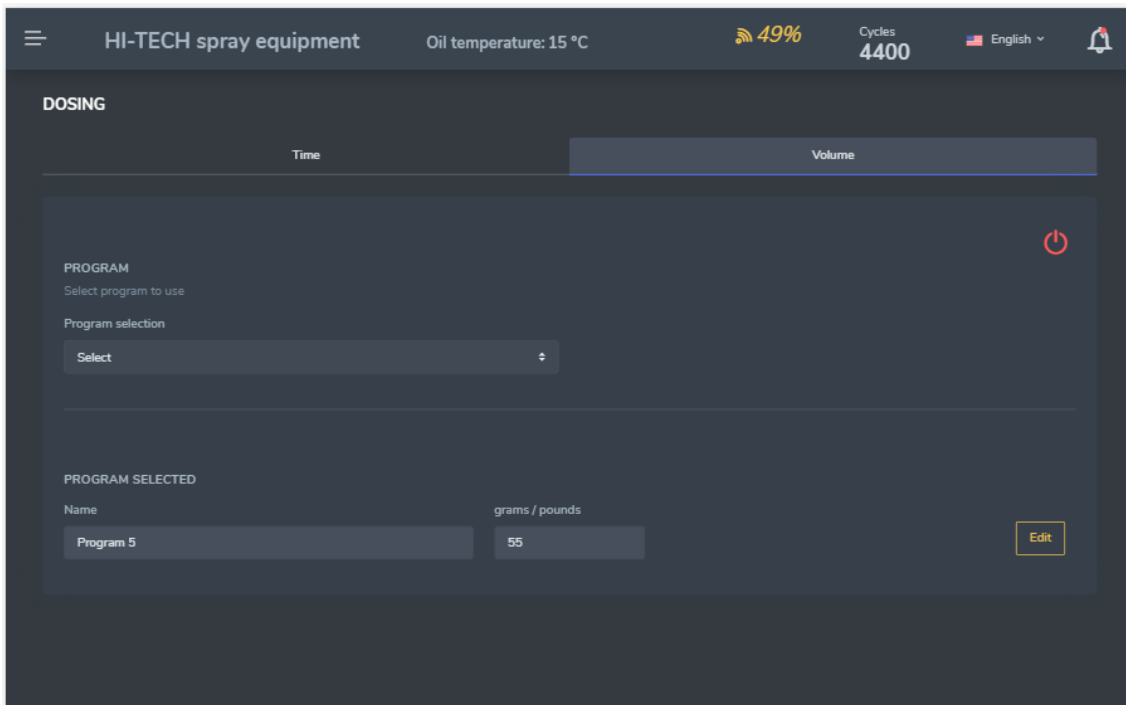 HI-TECH spray equipment
Oil temperature: 15 °C
49%
Cycles
4400
English
DOSING
Time
Volume
PROGRAM
Select program to use
Program selection
Select
PROGRAM SELECTED
Name
grams / pounds
Program 5
55
Edit